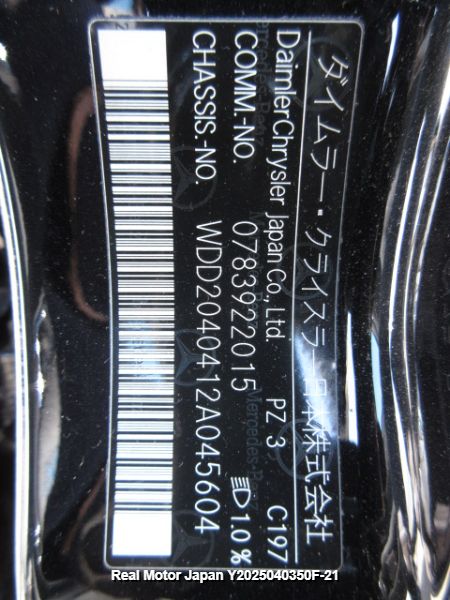 ダイムラー・クライスラー日本株式会社
DaimlerChrysler Japan Co., Ltd. PZ 3 C197
COMM.-NO. 0783922015 1.0%
CHASSIS.-NO. WDD2040412A045604
Real Motor Japan Y2025040350F-21